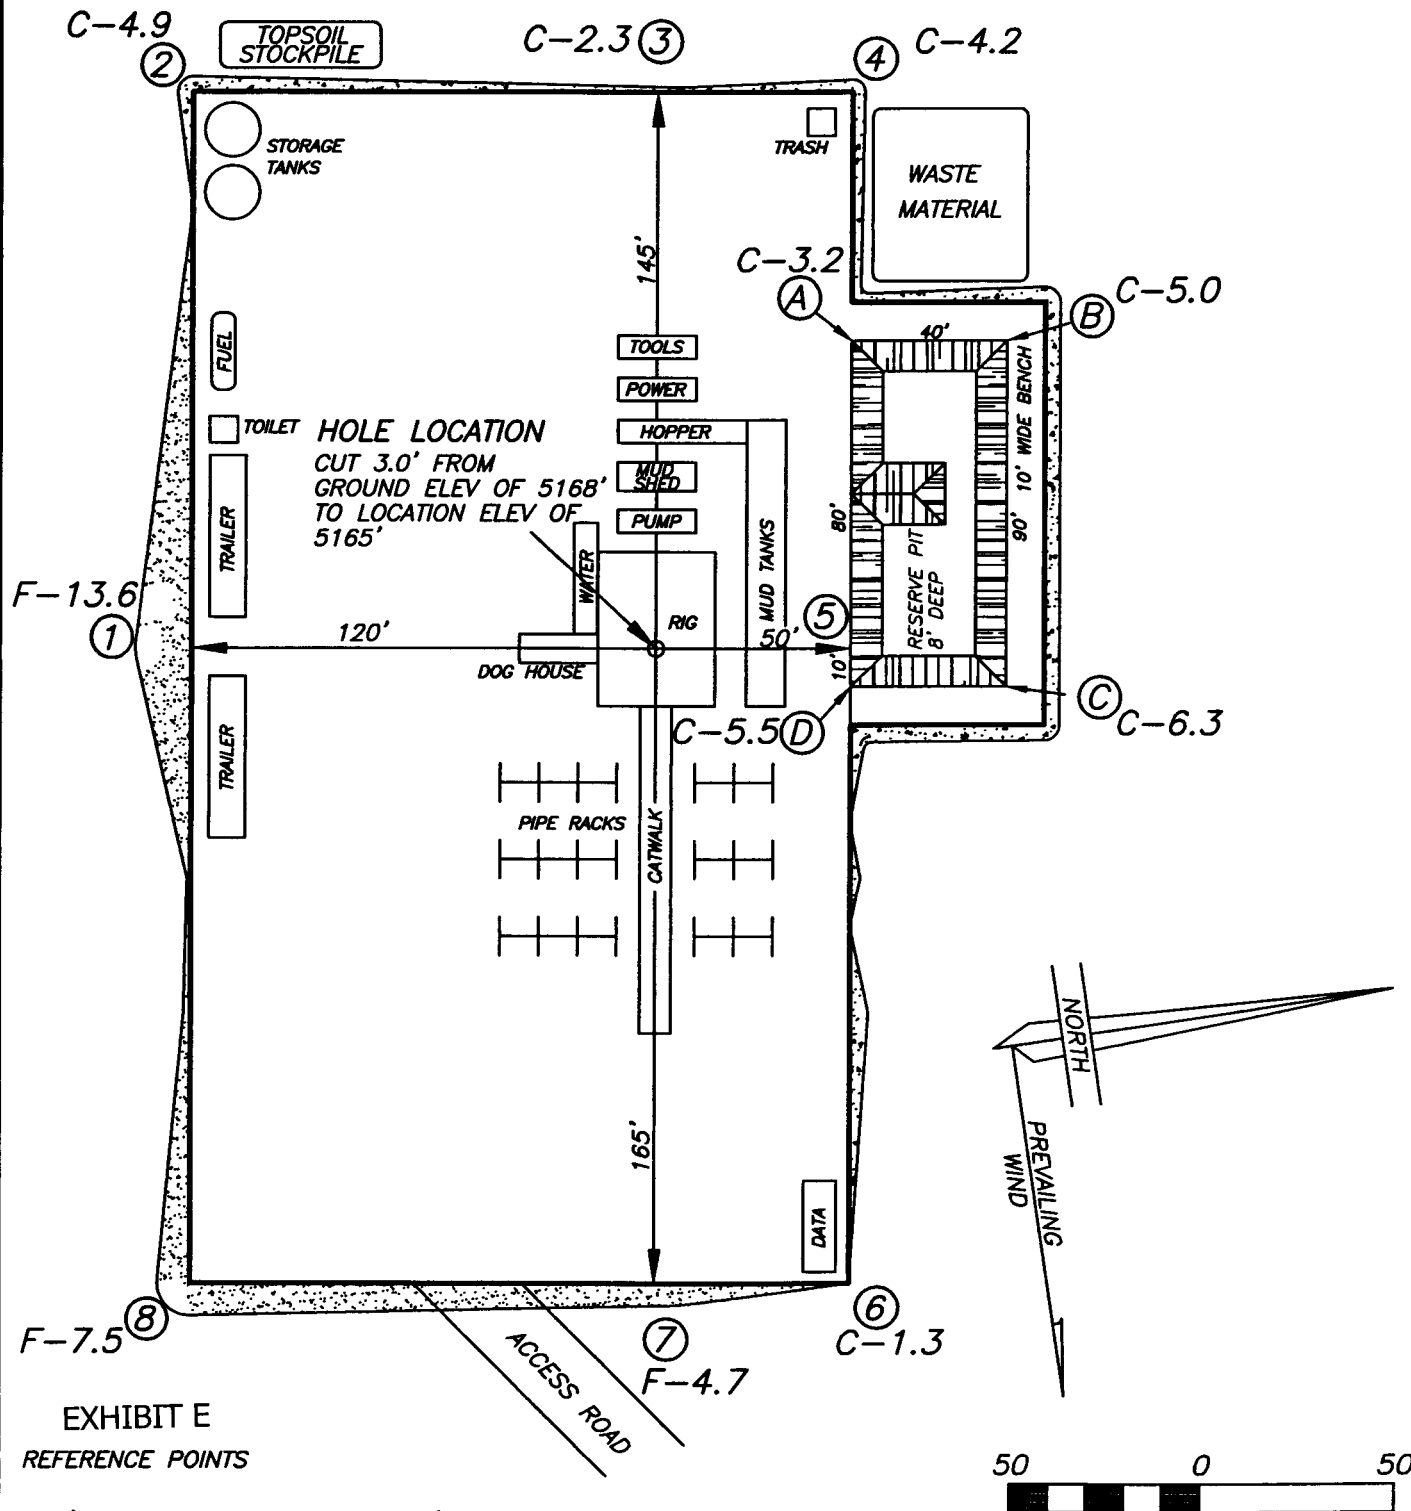 C-4.9
2
TOPSOIL
STOCKPILE
C-2.3
3
4
C-4.2
STORAGE
TANKS
TRASH
WASTE
MATERIAL
145'
C-3.2
A
C-5.0
B
40'
FUEL
TOOLS
POWER
HOPPER
MUD
SHED
PUMP
TOILET
HOLE LOCATION
CUT 3.0' FROM
GROUND ELEV OF 5168'
TO LOCATION ELEV OF
5165'
TRAILER
WATER
MUD TANKS
80'
10' WIDE BENCH
90'
RESERVE PIT
8' DEEP
F-13.6
1
120'
RIG
50'
5
10'
DOG HOUSE
C-5.5
D
C
C-6.3
TRAILER
PIPE RACKS
CATWALK
NORTH
PREVAILING
WIND
165'
DATA
8
F-7.5
ACCESS ROAD
7
F-4.7
6
C-1.3
EXHIBIT E
REFERENCE POINTS
50 0 50